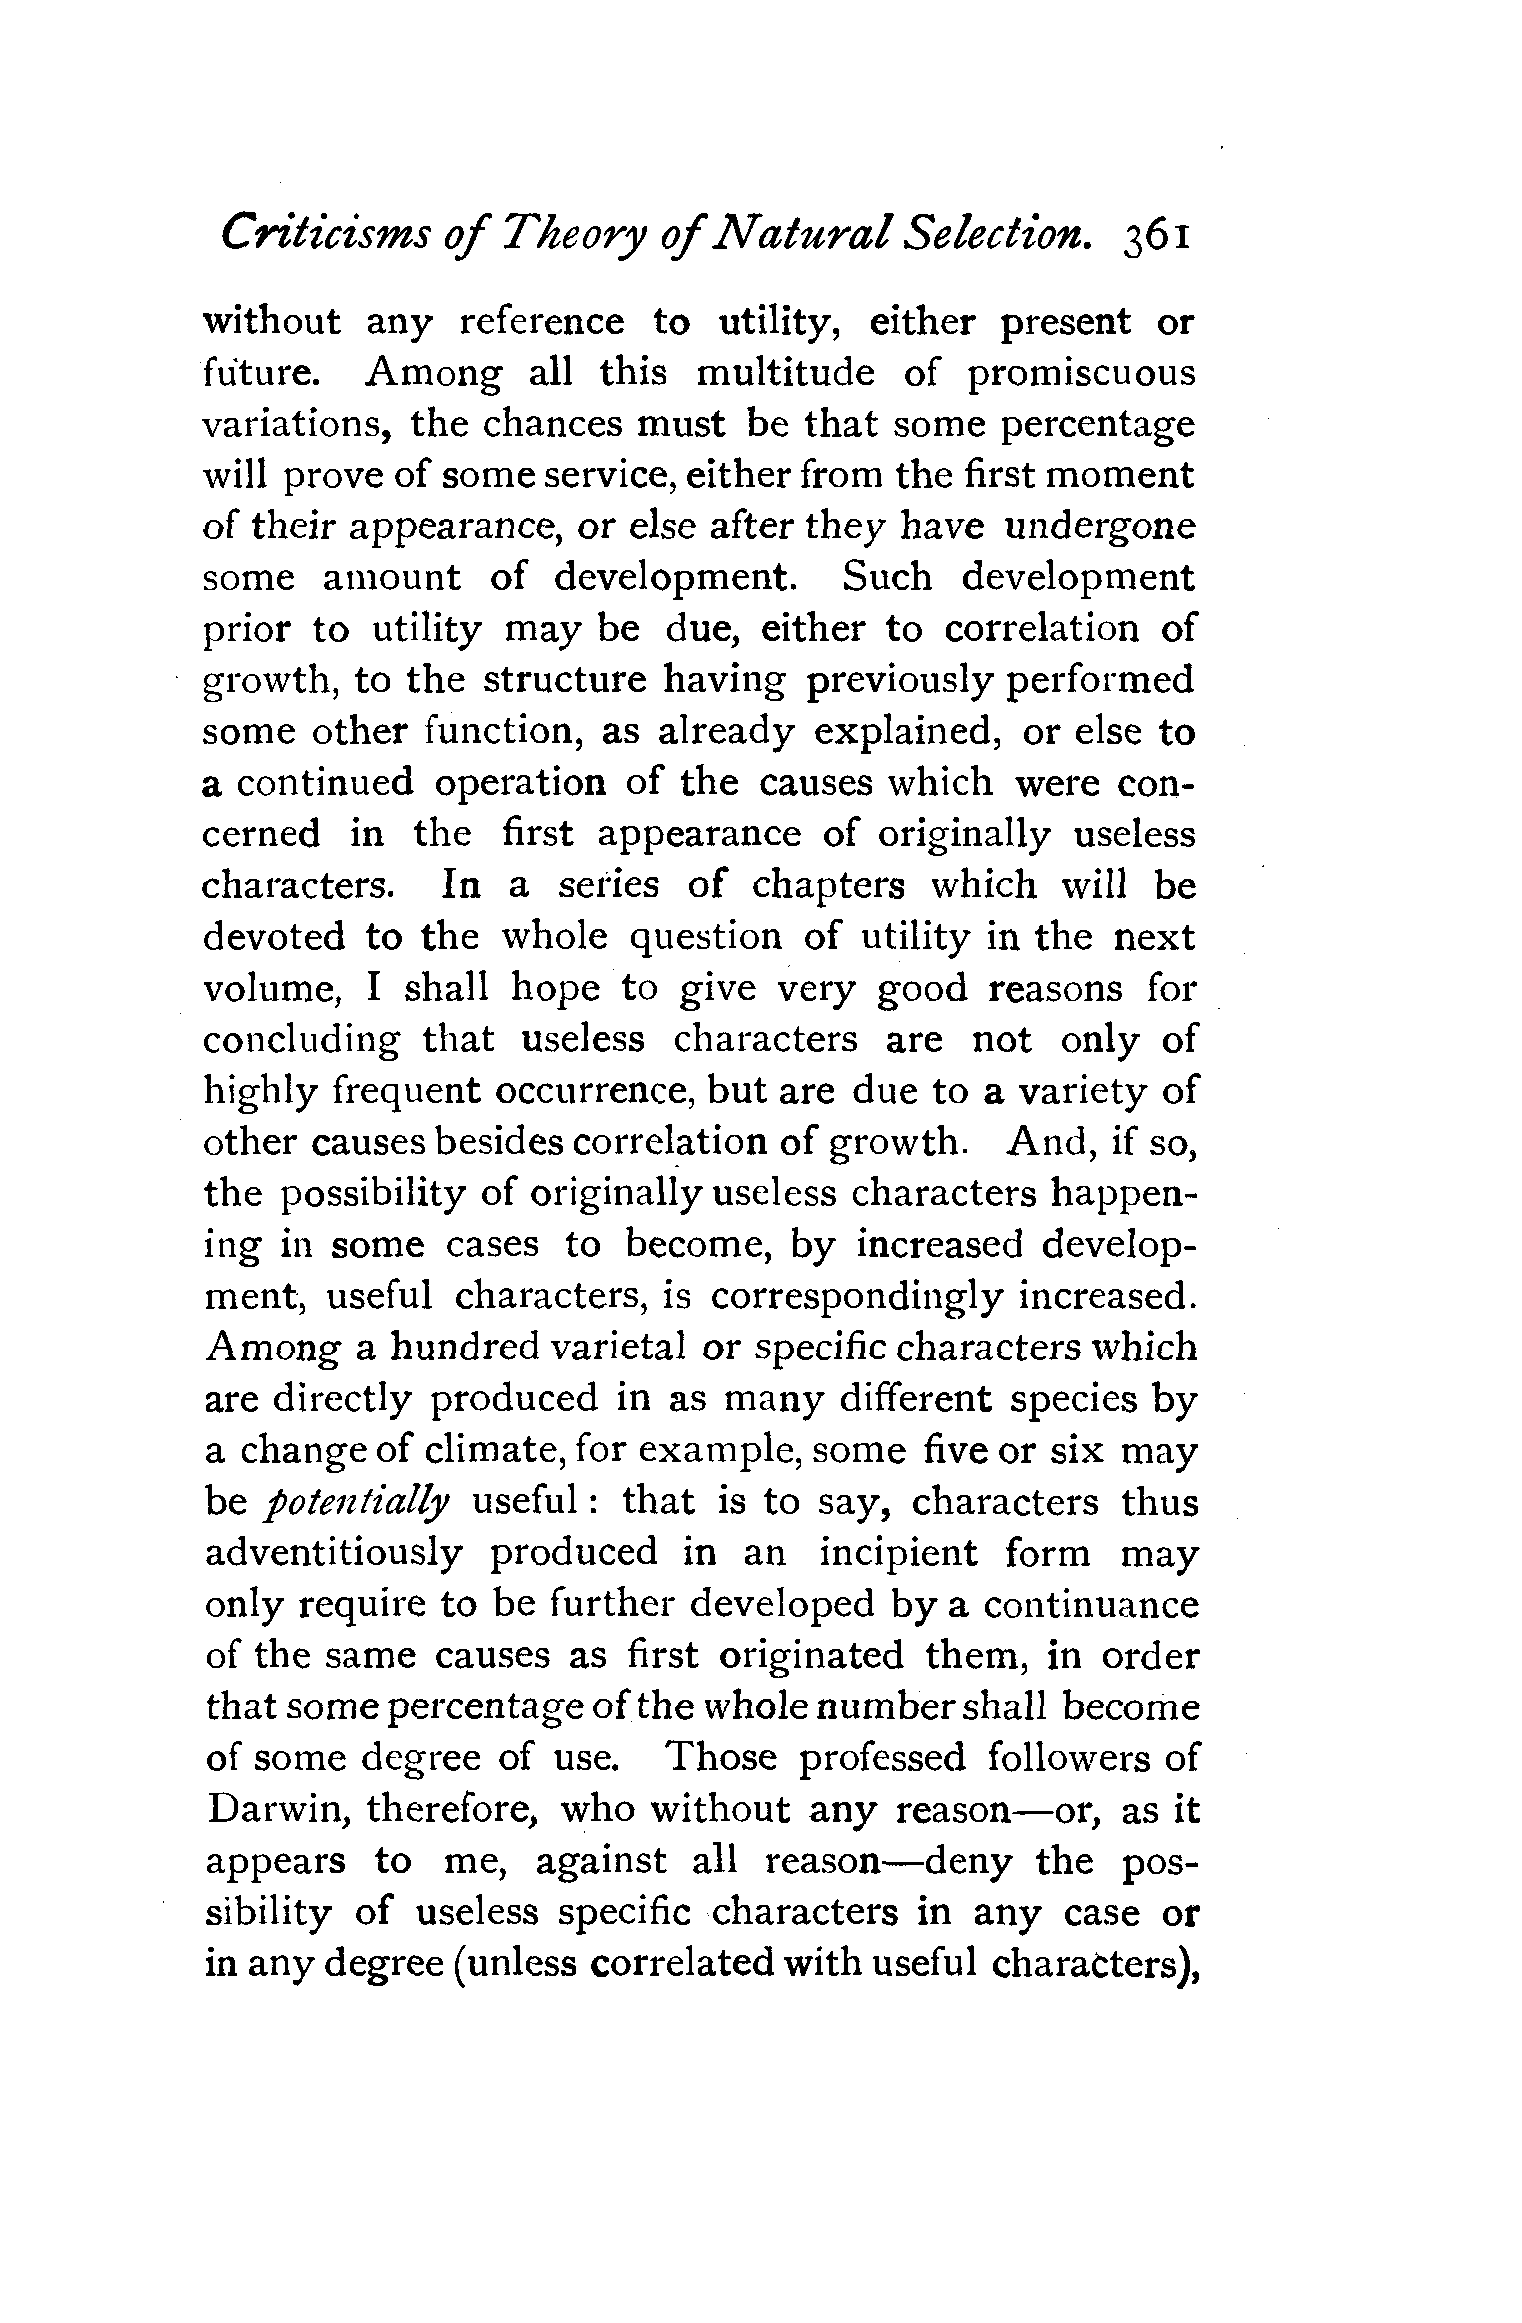 Criticisms of Theory of Natural Selection. 361
without any reference to utility, either present or
future. Among all this multitude of promiscuous
variations, the chances must be that some percentage
will prove of some service, either from the first moment
of their appearance, or else after they have undergone
some amount of development. Such development
prior to utility may be due, either to correlation of
growth, to the structure having previously performed
some other function, as already explained, or else to
a continued operation of the causes which were con-
cerned in the first appearance of originally useless
characters. In a series of chapters which will be
devoted to the whole question of utility in the next
volume, I shall hope to give very good reasons for
concluding that useless characters are not only of
highly frequent occurrence, but are due to a variety of
other causes besides correlation of growth. And, if so,
the possibility of originally useless characters happen-
ing in some cases to become, by increased develop-
ment, useful characters, is correspondingly increased.
Among a hundred varietal or specific characters which
are directly produced in as many different species by
a change of climate, for example, some five or six may
be potentially useful : that is to say, characters thus
adventitiously produced in an incipient form may
only require to be further developed by a continuance
of the same causes as first originated them, in order
that some percentage of the whole number shall become
of some degree of use. Those professed followers of
Darwin, therefore, who without any reason—or, as it
appears to me, against all reason—deny the pos-
sibility of useless specific characters in any case or
in any degree (unless correlated with useful characters),